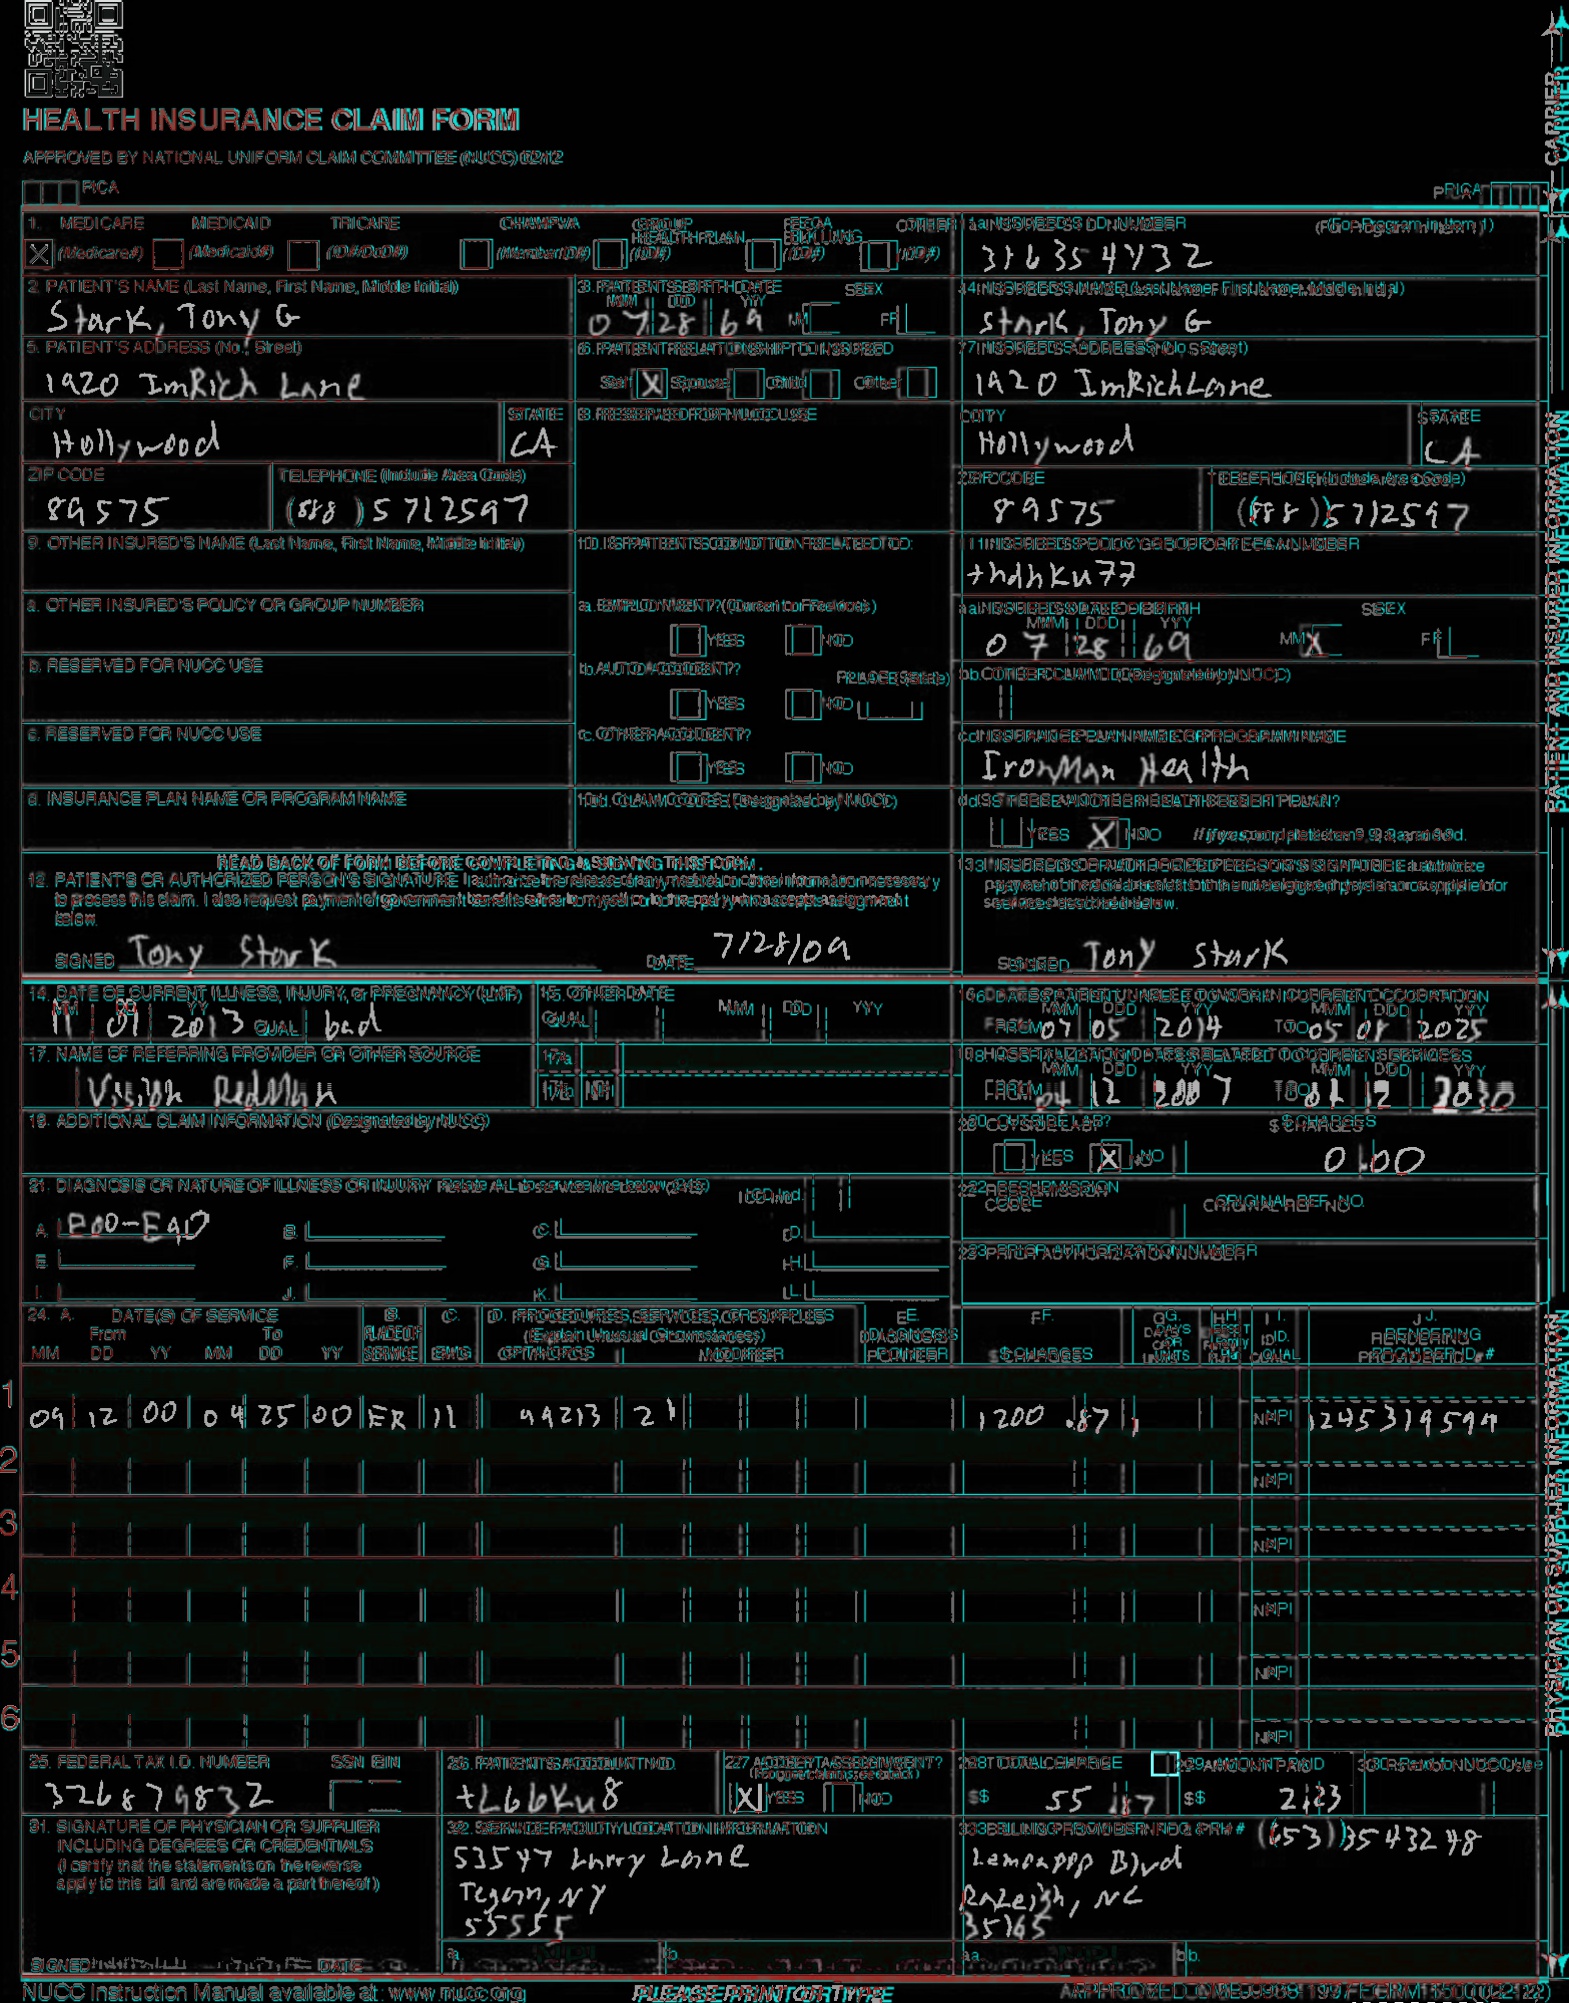 HEALTH INSURANCE CLAIM FORM
APPROVED BY NATIONAL UNIFORM CLAIM COMMITTEE (NUCC) 02/12
PICA PICA
CARRIER
1. MEDICARE MEDICAID TRICARE CHAMPVA GROUP HEALTH PLAN FECA BLK LUNG OTHER
X (Medicare#) (Medicaid#) (ID#/DoD#) (Member ID#) (ID#) (ID#) (ID#)
1a. INSURED'S I.D. NUMBER (For Program in Item 1)
316354732
2. PATIENT'S NAME (Last Name, First Name, Middle Initial)
Stark, Tony G
3. PATIENT'S BIRTH DATE SEX
MM DD YY
07 28 69 M F
4. INSURED'S NAME (Last Name, First Name, Middle Initial)
Stark, Tony G
5. PATIENT'S ADDRESS (No., Street)
1920 ImRich Lane
6. PATIENT RELATIONSHIP TO INSURED
Self X Spouse Child Other
7. INSURED'S ADDRESS (No., Street)
1920 ImRichLane
CITY STATE
Hollywood CA
8. RESERVED FOR NUCC USE
CITY STATE
Hollywood CA
ZIP CODE TELEPHONE (Include Area Code)
89575 (888) 5712597
ZIP CODE TELEPHONE (Include Area Code)
89575 (888) 5712597
9. OTHER INSURED'S NAME (Last Name, First Name, Middle Initial)
10. IS PATIENT'S CONDITION RELATED TO:
11. INSURED'S POLICY GROUP OR FECA NUMBER
thdhKu77
a. OTHER INSURED'S POLICY OR GROUP NUMBER
a. EMPLOYMENT? (Current or Previous)
YES NO
a. INSURED'S DATE OF BIRTH SEX
MM DD YY
07 28 69 M X F
b. RESERVED FOR NUCC USE
b. AUTO ACCIDENT? PLACE (State)
YES NO
b. OTHER CLAIM ID (Designated by NUCC)
c. RESERVED FOR NUCC USE
c. OTHER ACCIDENT?
YES NO
c. INSURANCE PLAN NAME OR PROGRAM NAME
IronMan Health
d. INSURANCE PLAN NAME OR PROGRAM NAME
10d. CLAIM CODES (Designated by NUCC)
d. IS THERE ANOTHER HEALTH BENEFIT PLAN?
YES X NO If yes, complete items 9, 9a, and 9d.
READ BACK OF FORM BEFORE COMPLETING & SIGNING THIS FORM.
12. PATIENT'S OR AUTHORIZED PERSON'S SIGNATURE I authorize the release of any medical or other information necessary
to process this claim. I also request payment of government benefits either to myself or to the party who accepts assignment
below.
SIGNED Tony Stark DATE 7/28/09
13. INSURED'S OR AUTHORIZED PERSON'S SIGNATURE I authorize
payment of medical benefits to the undersigned physician or supplier for
services described below.
SIGNED Tony Stark
PATIENT AND INSURED INFORMATION
14. DATE OF CURRENT ILLNESS, INJURY, or PREGNANCY (LMP)
MM DD YY
11 01 2013 QUAL bad
15. OTHER DATE
QUAL MM DD YY
16. DATES PATIENT UNABLE TO WORK IN CURRENT OCCUPATION
MM DD YY MM DD YY
FROM 07 05 2014 TO 05 08 2025
17. NAME OF REFERRING PROVIDER OR OTHER SOURCE
Vision RedMan
17a.
17b. NPI
18. HOSPITALIZATION DATES RELATED TO CURRENT SERVICES
MM DD YY MM DD YY
FROM 04 12 2007 TO 12 2030
19. ADDITIONAL CLAIM INFORMATION (Designated by NUCC)
20. OUTSIDE LAB? $ CHARGES
YES X NO 0.00
21. DIAGNOSIS OR NATURE OF ILLNESS OR INJURY Relate A-L to service line below (24E) ICD Ind.
A. E00-E90 B. C. D.
E. F. G. H.
I. J. K. L.
22. RESUBMISSION CODE ORIGINAL REF. NO.
23. PRIOR AUTHORIZATION NUMBER
24. A. DATE(S) OF SERVICE B. C. D. PROCEDURES, SERVICES, OR SUPPLIES E. F. G. H. I. J.
From To PLACE OF (Explain Unusual Circumstances) DIAGNOSIS DAYS OR UNITS ID. RENDERING
MM DD YY MM DD YY SERVICE EMG CPT/HCPCS MODIFIER POINTER $ CHARGES QUAL. PROVIDER ID. #
1 09 12 00 04 25 00 ER 11 99213 21 1200 .87 1 NPI 1245319594
2 NPI
3 NPI
4 NPI
5 NPI
6 NPI
PHYSICIAN OR SUPPLIER INFORMATION
25. FEDERAL TAX I.D. NUMBER SSN EIN
326879832
26. PATIENT'S ACCOUNT NO.
tL66Ku8
27. ACCEPT ASSIGNMENT?
(For govt. claims, see back)
X YES NO
28. TOTAL CHARGE
$ 55 .87
29. AMOUNT PAID
$ 2.23
30. Rsvd for NUCC Use
31. SIGNATURE OF PHYSICIAN OR SUPPLIER
INCLUDING DEGREES OR CREDENTIALS
(I certify that the statements on the reverse
apply to this bill and are made a part thereof.)
SIGNED DATE
32. SERVICE FACILITY LOCATION INFORMATION
53547 Larry Lane
NY
55555
a. b.
33. BILLING PROVIDER INFO & PH # (653) 3543248
Lemonpop Blvd
Raleigh, NC
35765
a. b.
NUCC Instruction Manual available at: www.nucc.org
PLEASE PRINT OR TYPE
APPROVED OMB-0938-1197 FORM 1500 (02-12)